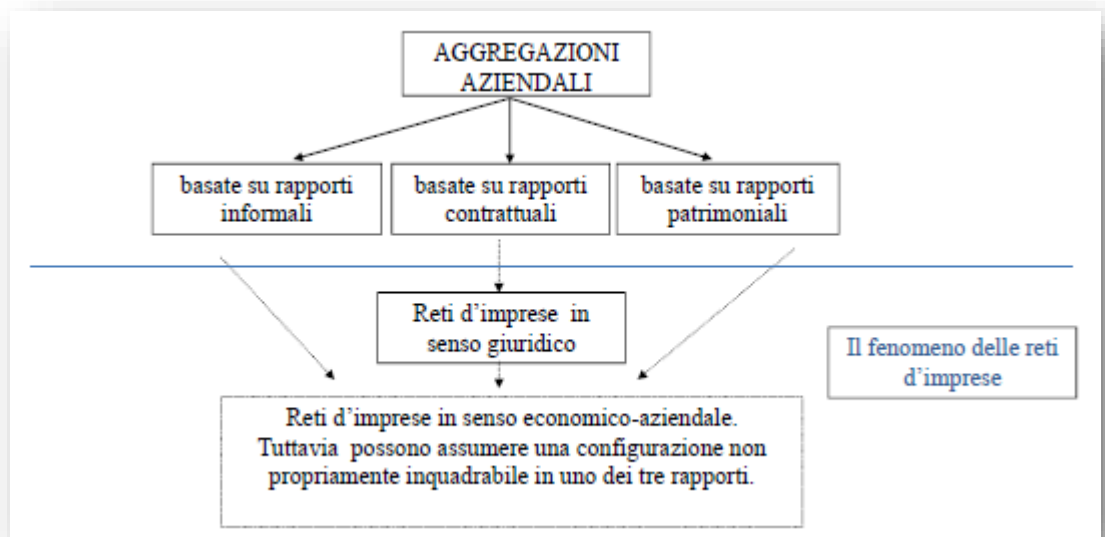 AGGREGAZIONI
AZIENDALI
basate su rapporti
informali
basate su rapporti
contrattuali
basate su rapporti
patrimoniali
Reti d'imprese in
senso giuridico
Il fenomeno delle reti
d'imprese
Reti d'imprese in senso economico-aziendale.
Tuttavia possono assumere una configurazione non
propriamente inquadrabile in uno dei tre rapporti.